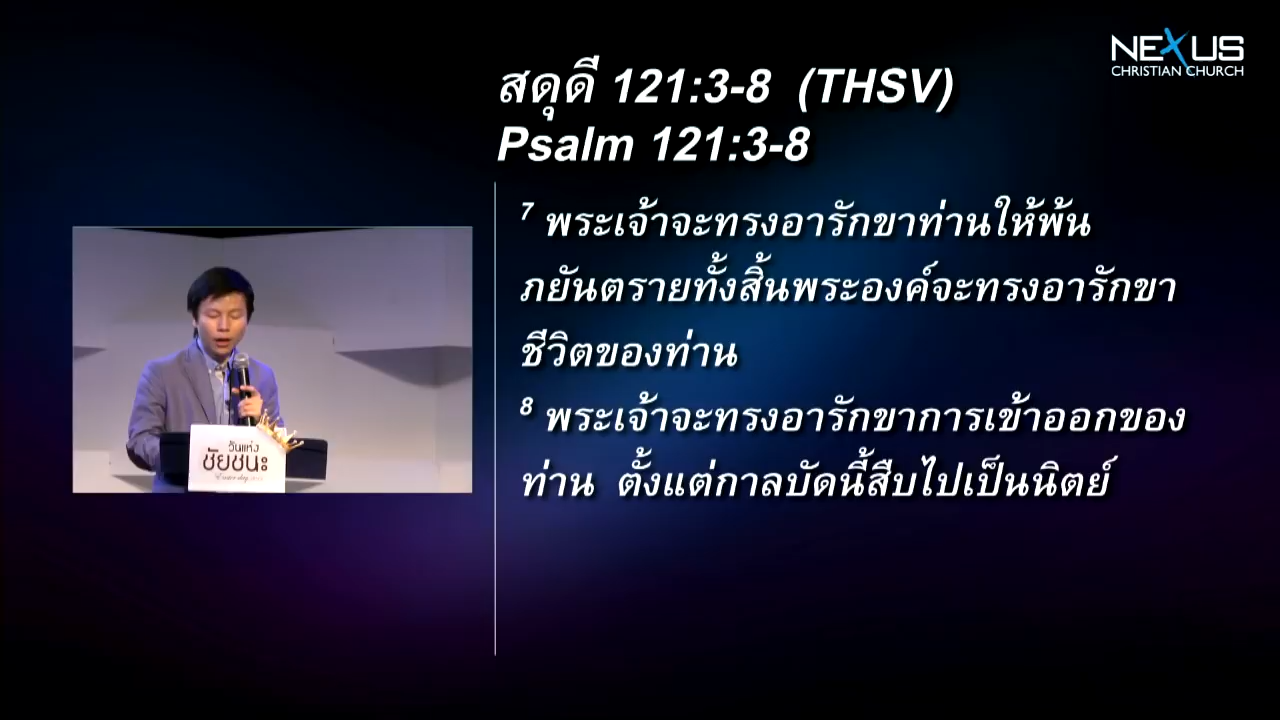 NEXUS
CHRISTIAN CHURCH
สดุดี 121:3-8 (THSV)
Psalm 121:3-8
7 พระเจ้าจะทรงอารักขาท่านให้พ้น
ภยันตรายทั้งสิ้นพระองค์จะทรงอารักขา
ชีวิตของท่าน
8 พระเจ้าจะทรงอารักขาการเข้าออกของ
ท่าน ตั้งแต่กาลบัดนี้สืบไปเป็นนิตย์
วันแห่ง
ชัยชนะ